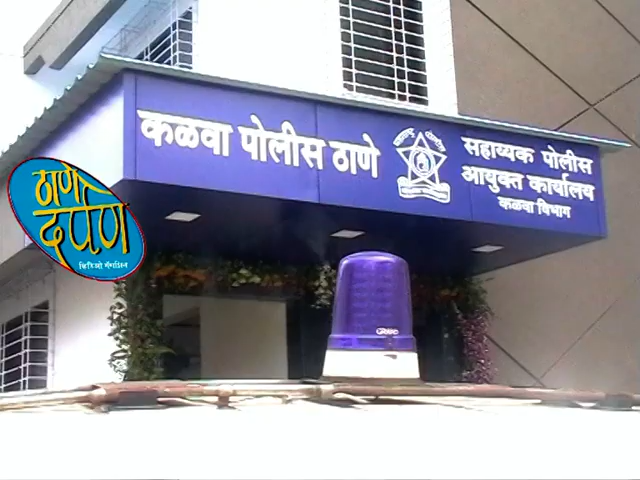 कळवा पोलीस ठाणे
सहाय्यक पोलीस
आयुक्त कार्यालय
कळवा विभाग
ठाणे
दर्पण